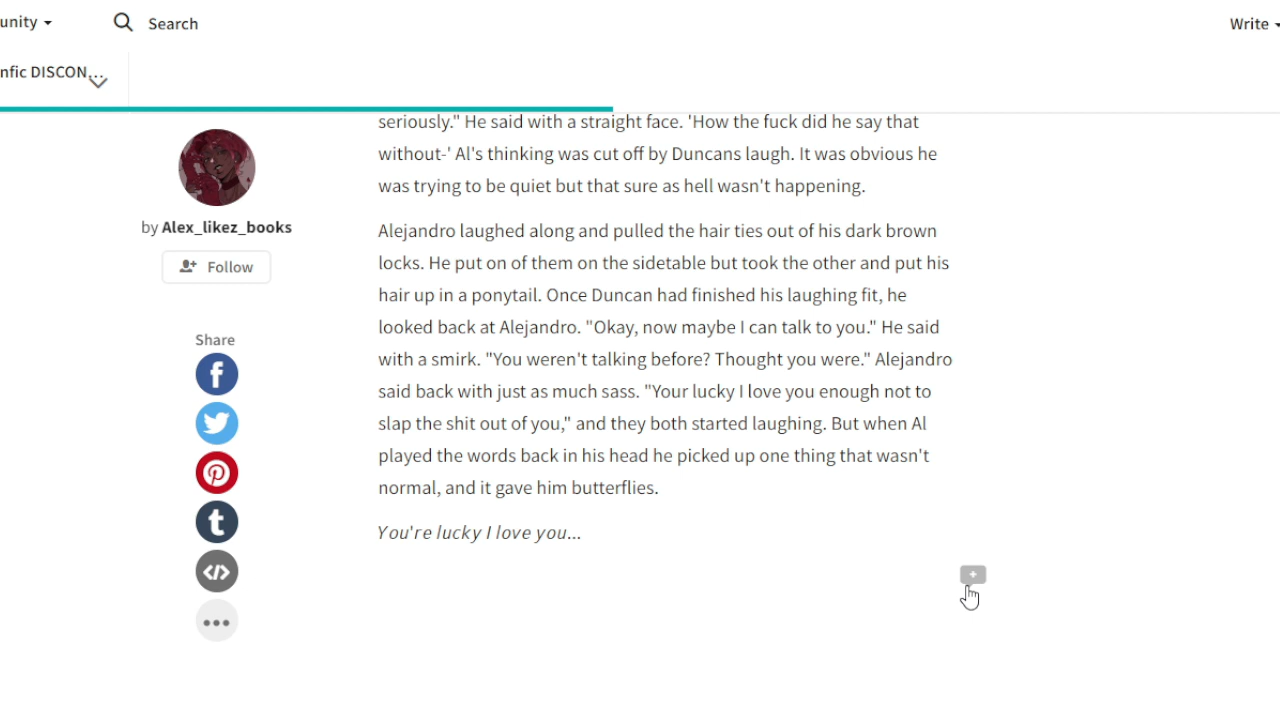 unity
Search
Write
nfic DISCON...
by Alex_likez_books
Follow
Share
seriously." He said with a straight face. 'How the fuck did he say that
without-' Al's thinking was cut off by Duncans laugh. It was obvious he
was trying to be quiet but that sure as hell wasn't happening.
Alejandro laughed along and pulled the hair ties out of his dark brown
locks. He put on of them on the sidetable but took the other and put his
hair up in a ponytail. Once Duncan had finished his laughing fit, he
looked back at Alejandro. "Okay, now maybe I can talk to you." He said
with a smirk. "You weren't talking before? Thought you were." Alejandro
said back with just as much sass. "Your lucky I love you enough not to
slap the shit out of you," and they both started laughing. But when Al
played the words back in his head he picked up one thing that wasn't
normal, and it gave him butterflies.
You're lucky I love you...